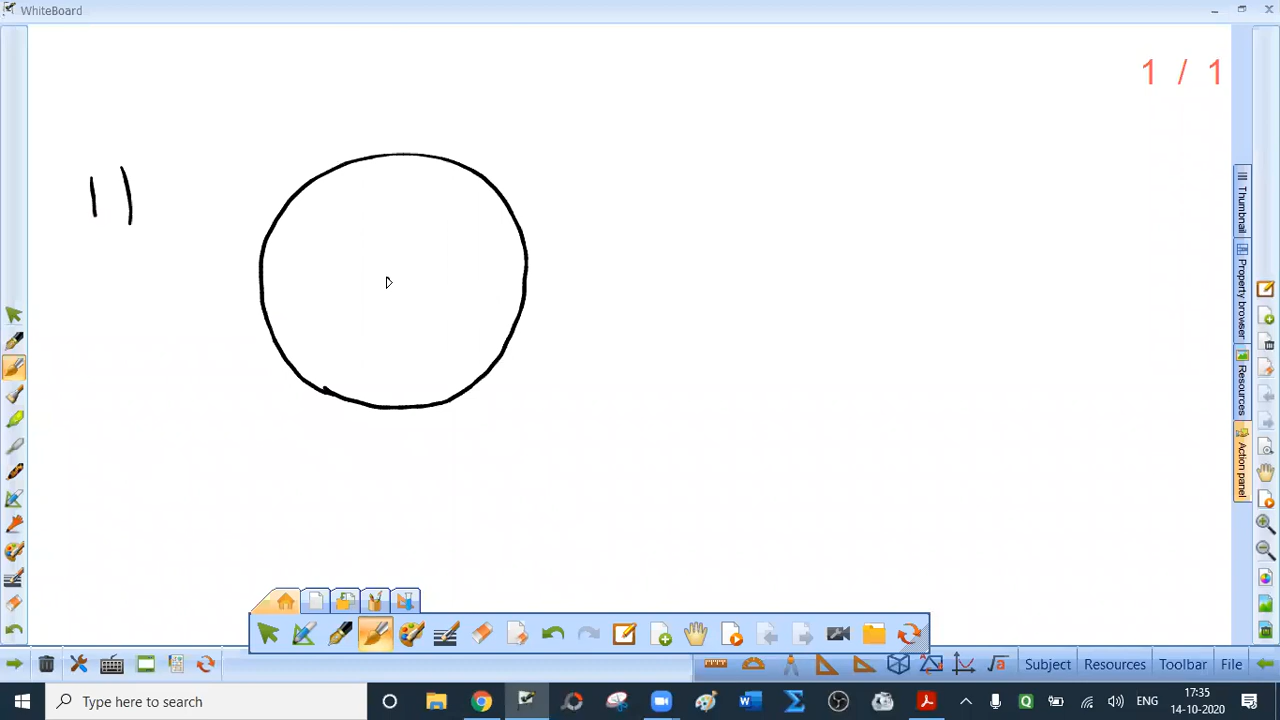 WhiteBoard
1 / 1
1)
Thumbnail
Property browser
Resources
Action panel
Subject
Resources
Toolbar
File
Type here to search
ENG
17:35
14-10-2020